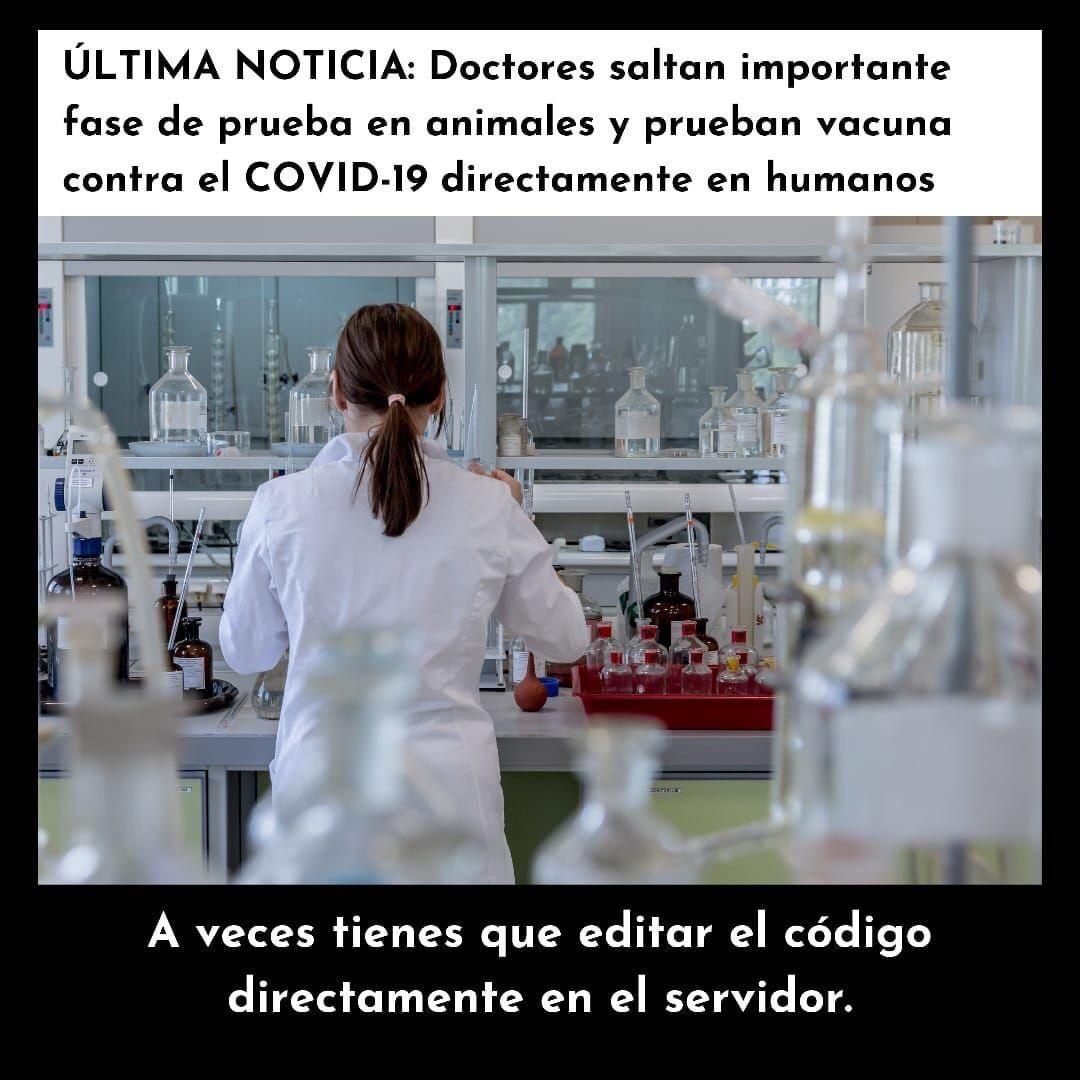 ÚLTIMA NOTICIA: Doctores saltan importante
fase de prueba en animales y prueban vacuna
contra el COVID-19 directamente en humanos
A veces tienes que editar el código
directamente en el servidor.